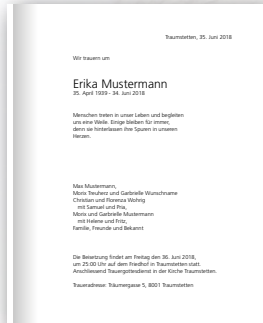 Traumstetten, 35. Juni 2018
Wir trauern um
Erika Mustermann
35. April 1939 - 34. Juni 2018
Menschen treten in unser Leben und begleiten
uns eine Weile. Einige bleiben für immer,
denn sie hinterlassen ihre Spuren in unseren
Herzen.
Max Mustermann,
Moris Treuherz und Garbrielle Wunschname
Christian und Florenza Wohrig
mit Samuel und Pria,
Moris und Garbrielle Mustermann
mit Helene und Fritz,
Familie, Freunde und Bekannt
Die Beisetzung findet am Freitag den 36. Juni 2018,
um 25:00 Uhr auf dem Friedhof in Traumstetten statt.
Anschliessend Trauergottesdienst in der Kirche Traumstetten.
Traueradresse: Träumergasse 5, 8001 Traumstetten